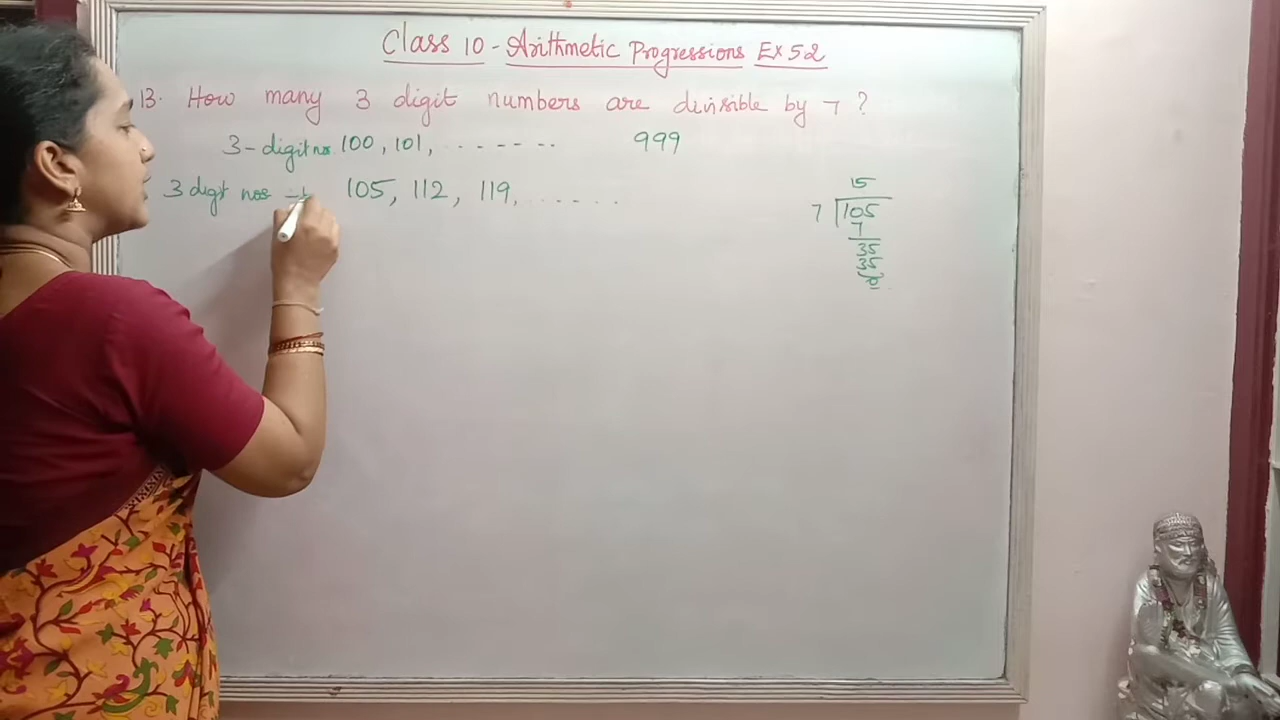 Class 10 - Arithmetic Progressions Ex 5.2
13. How many 3 digit numbers are divisible by 7 ?
3-digit no. 100, 101, ....... 999
3 digit nos ÷ 105, 112, 119, ......
15
7 105
7
35
35
0